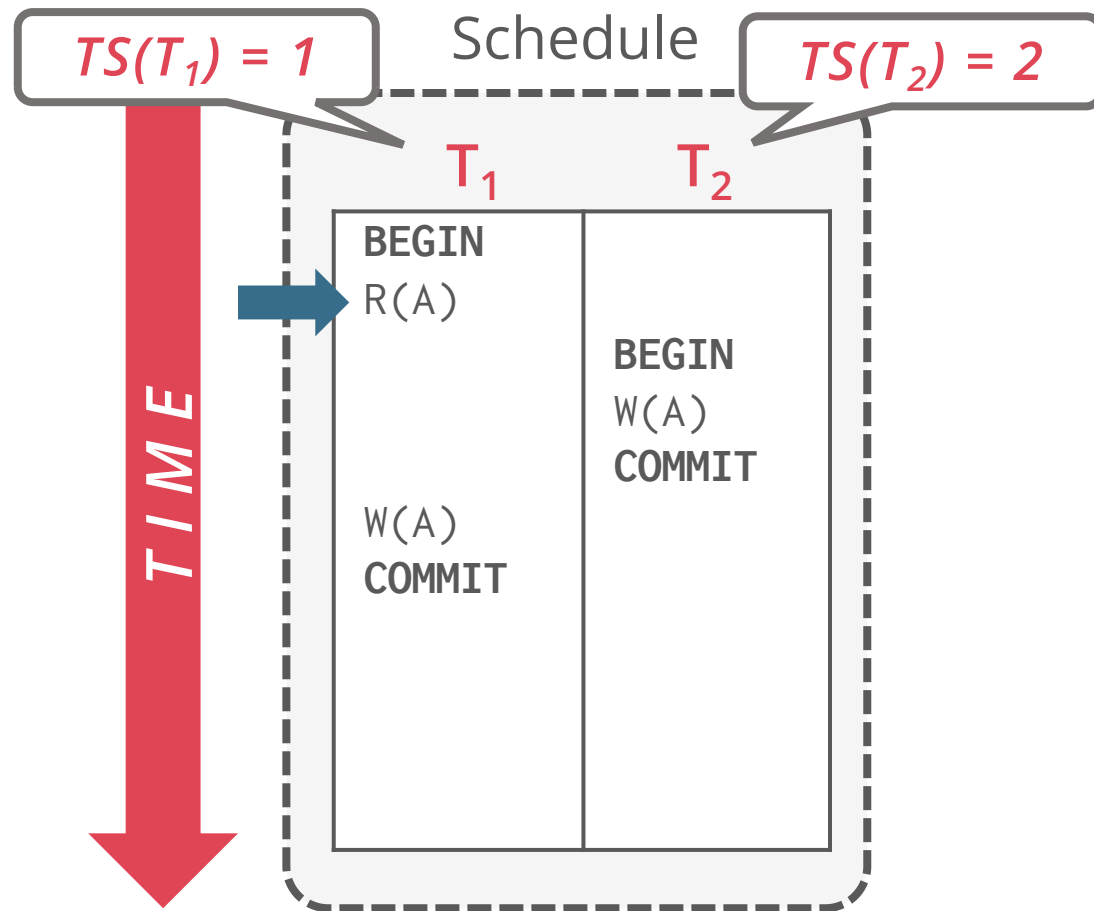 Schedule
TS(T₁) = 1
TS(T₂) = 2
T₁ T₂
BEGIN
R(A)
BEGIN
W(A)
COMMIT
W(A)
COMMIT
TIME